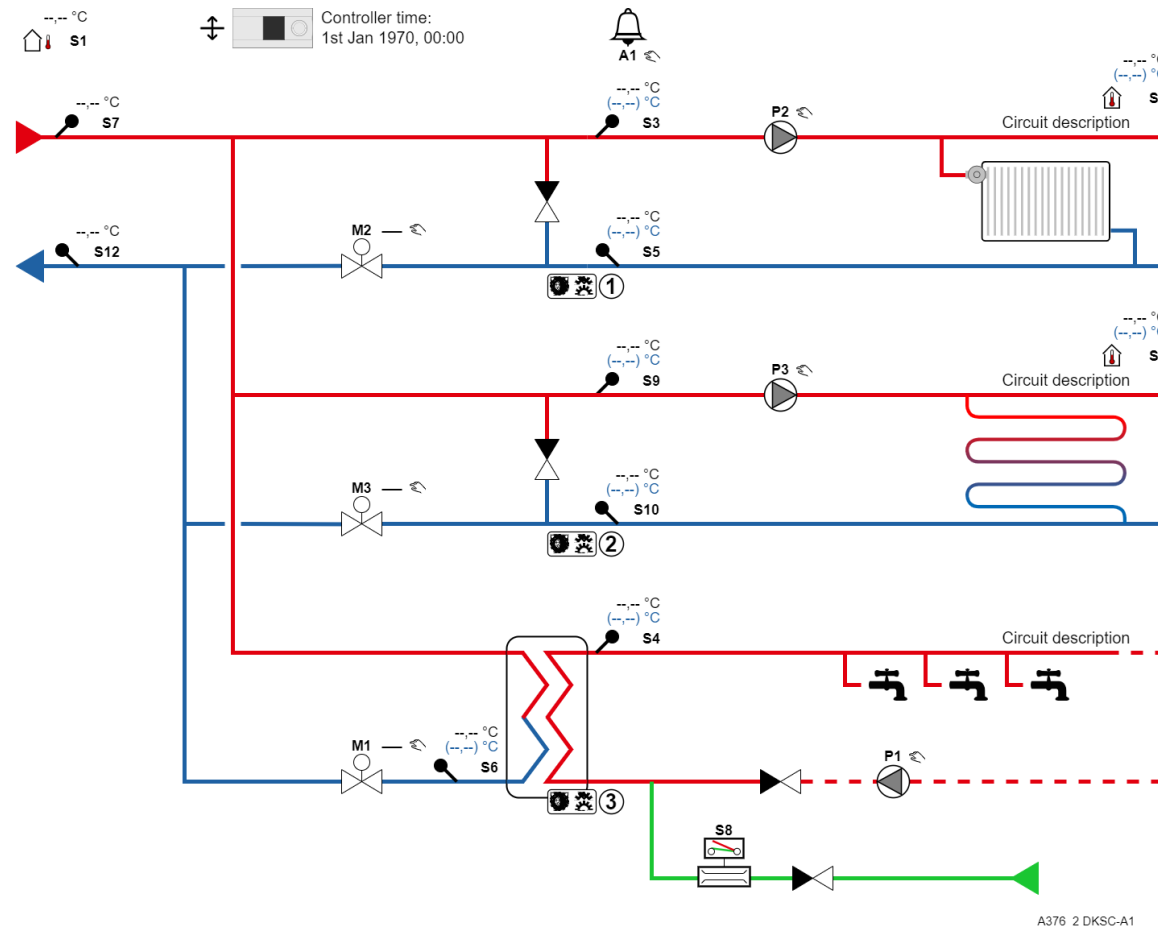 --,-- °C
S1
Controller time:
1st Jan 1970, 00:00
A1
--,-- °C
(--,--) °C
S
--,-- °C
S7
--,-- °C
(--,--) °C
S3
P2
Circuit description
--,-- °C
S12
M2
--,-- °C
(--,--) °C
S5
1
--,-- °C
(--,--) °C
S9
P3
--,-- °C
(--,--) °C
S
Circuit description
M3
--,-- °C
(--,--) °C
S10
2
--,-- °C
(--,--) °C
S4
Circuit description
M1
--,-- °C
(--,--) °C
S6
P1
3
S8
A376 2 DKSC-A1